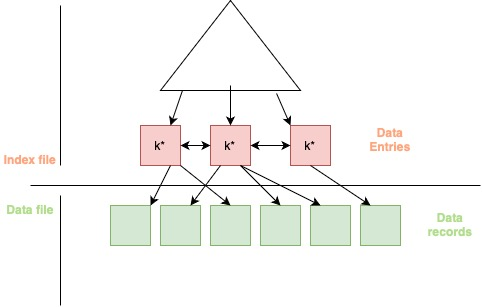 k*
k*
k*
Data
Entries
Index file
Data file
Data
records